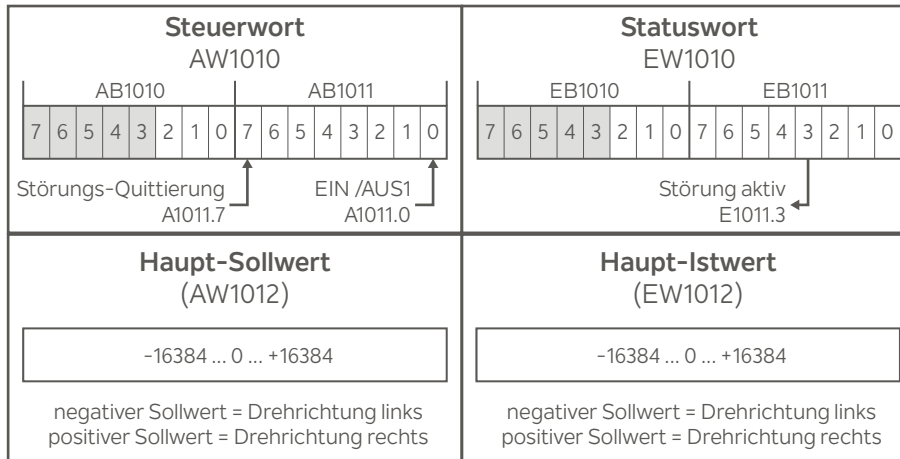 Steuerwort
AW1010
AB1010 AB1011
7 6 5 4 3 2 1 0 7 6 5 4 3 2 1 0
Störungs-Quittierung
A1011.7
EIN /AUS1
A1011.0
Statuswort
EW1010
EB1010 EB1011
7 6 5 4 3 2 1 0 7 6 5 4 3 2 1 0
Störung aktiv
E1011.3
Haupt-Sollwert
(AW1012)
-16384 ... 0 ... +16384
negativer Sollwert = Drehrichtung links
positiver Sollwert = Drehrichtung rechts
Haupt-Istwert
(EW1012)
-16384 ... 0 ... +16384
negativer Sollwert = Drehrichtung links
positiver Sollwert = Drehrichtung rechts